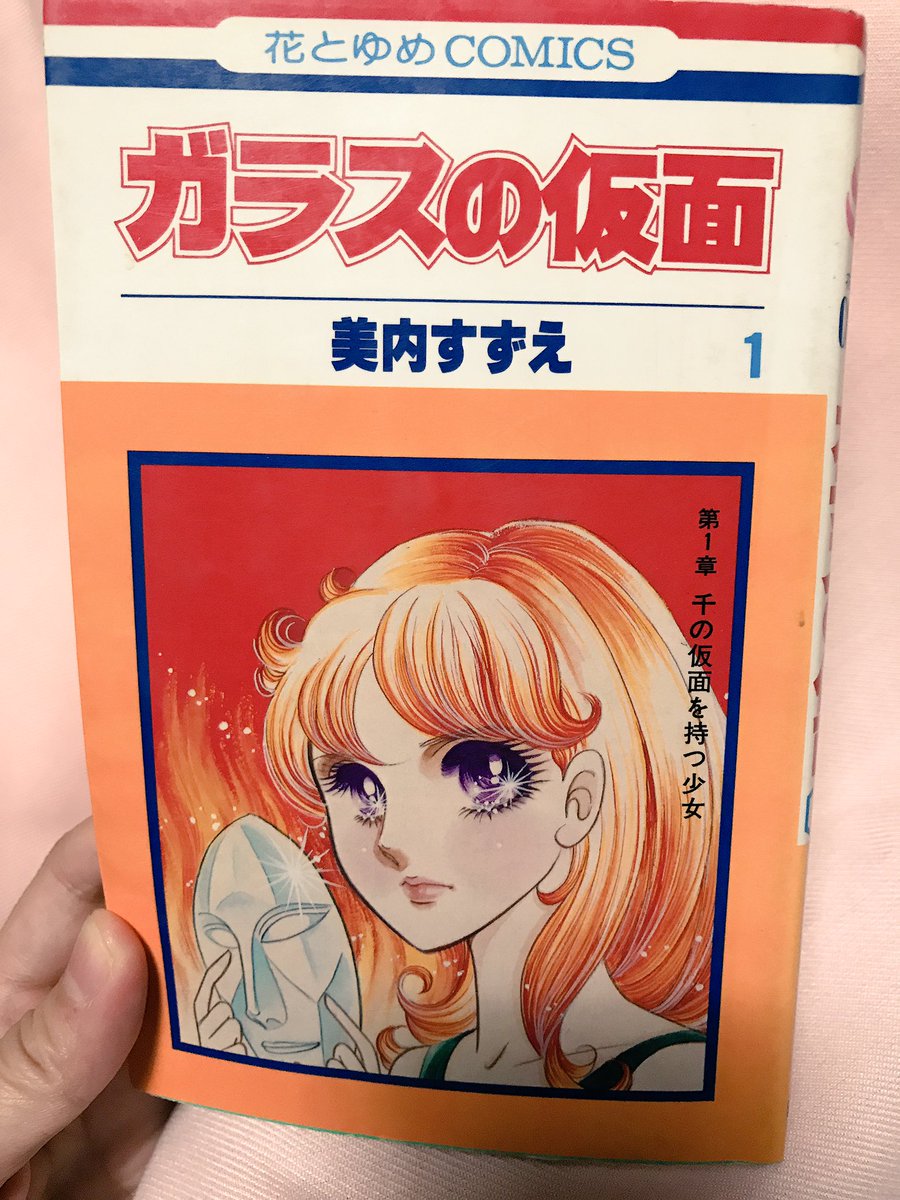 花とゆめCOMICS
ガラスの仮面
美内すずえ
1
第1章 千の仮面を持つ少女